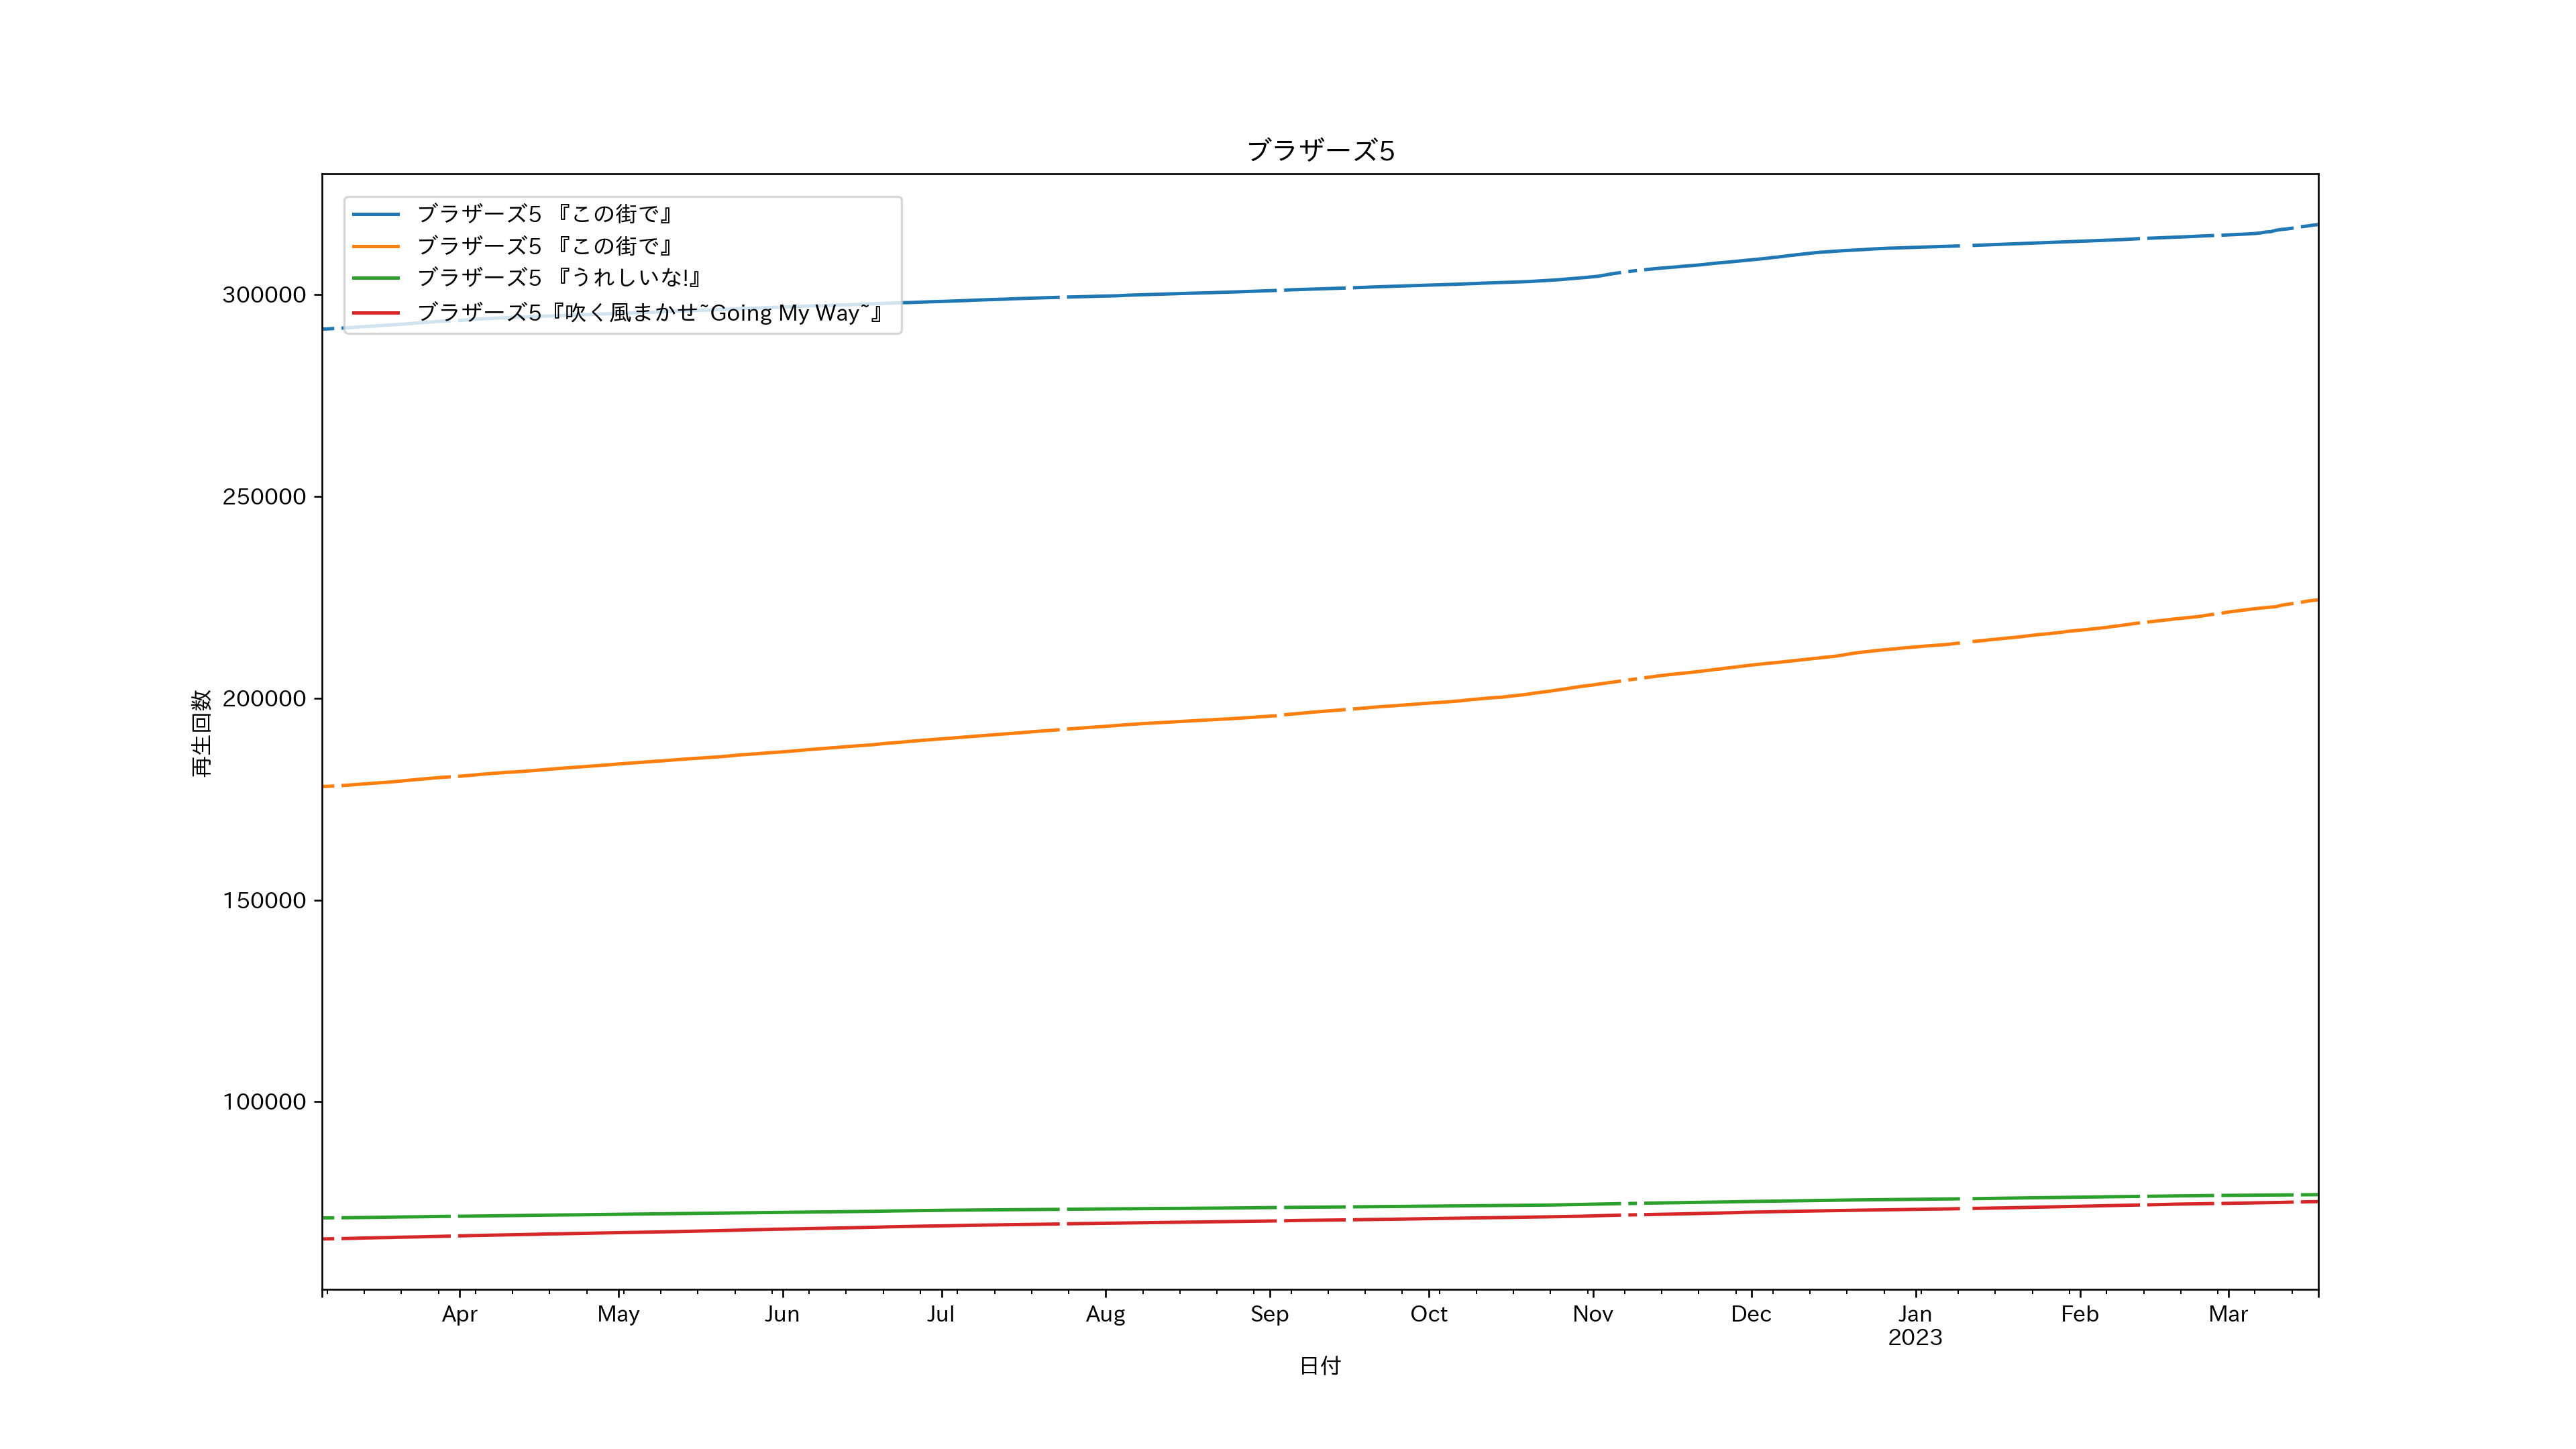 ブラザーズ5
ブラザーズ5 『この街で』
ブラザーズ5 『この街で』
ブラザーズ5 『うれしいな!』
ブラザーズ5『吹く風まかせ~Going My Way~』
300000
250000
200000
150000
100000
再生回数
Apr May Jun Jul Aug Sep Oct Nov Dec Jan Feb Mar
2023
日付